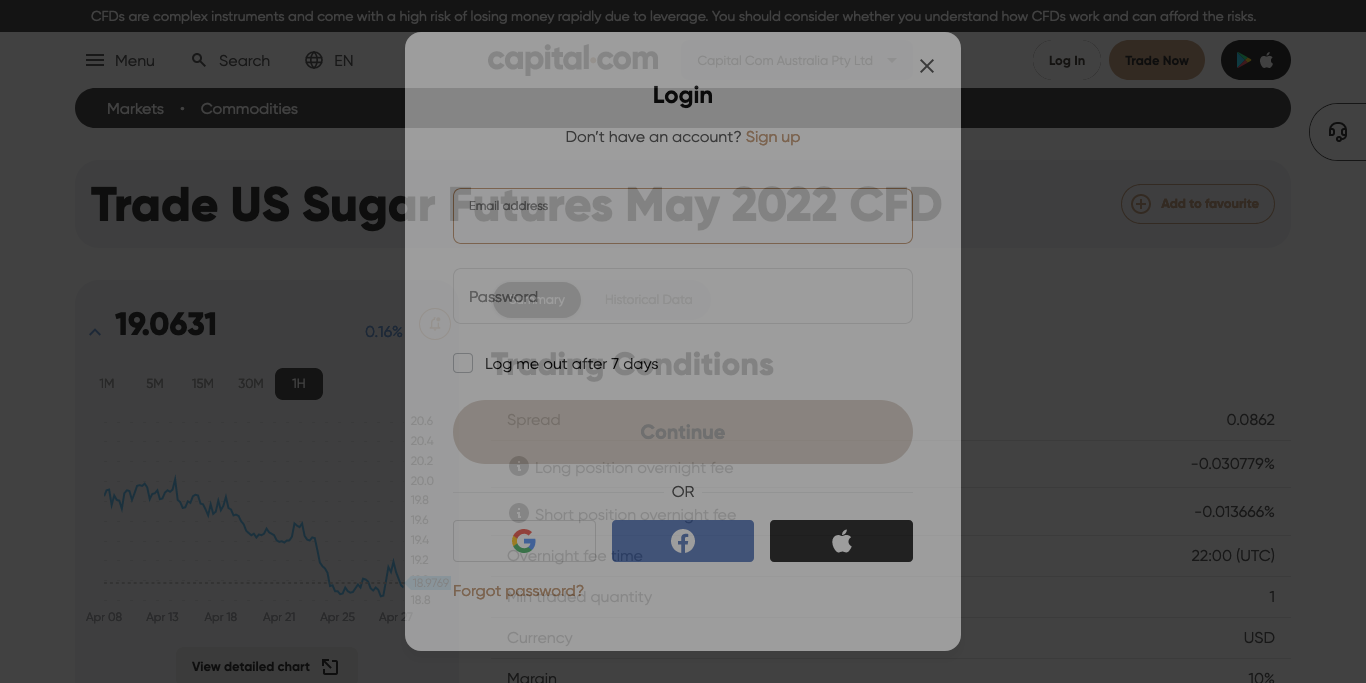 CFDs are complex instruments and come with a high risk of losing money rapidly due to leverage. You should consider whether you understand how CFDs work and can afford the risks.
Menu Search EN
capital.com
Capital Com Australia Pty Ltd
Log In Trade Now
Login
Markets • Commodities
Don't have an account? Sign up
Trade US Sugar Futures May 2022 CFD
Add to favourite
Email address
Password
Summary Historical Data
19.0631 0.16%
Log me out after 7 days
Trading Conditions
1M 5M 15M 30M 1H
Continue
Spread 0.0862
Long position overnight fee -0.030779%
OR
Short position overnight fee -0.013666%
Overnight fee time 22:00 (UTC)
Forgot password?
Min traded quantity 1
Currency USD
Margin 10%
20.6
20.4
20.2
20.0
19.8
19.6
19.4
19.2
18.9769
18.8
Apr 08 Apr 13 Apr 18 Apr 21 Apr 25 Apr 27
View detailed chart